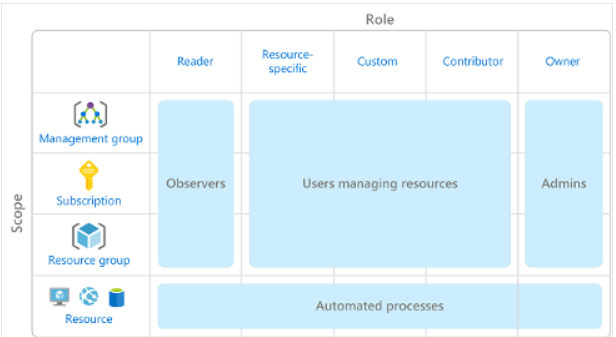 Role
Reader
Resource-
specific
Custom
Contributor
Owner
Scope
Management group
Subscription
Resource group
Resource
Observers
Users managing resources
Admins
Automated processes